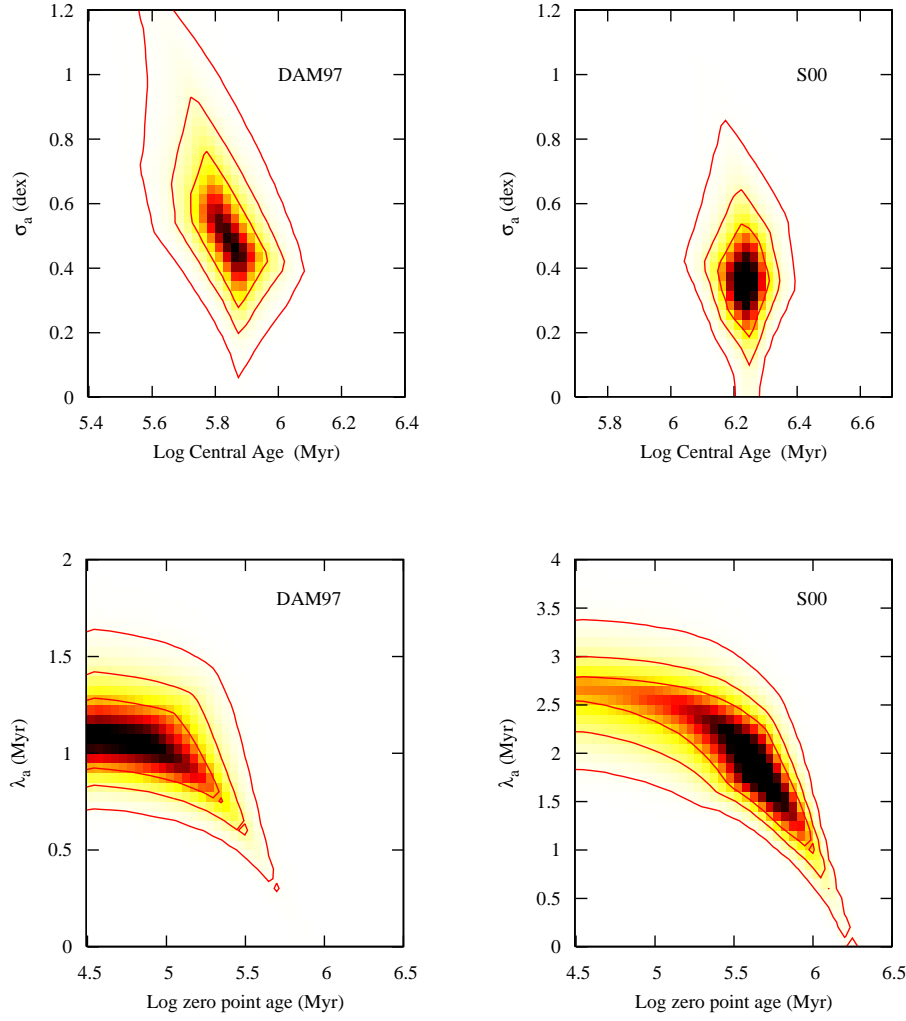 1.2
1
0.8
0.6
0.4
0.2
0
σa (dex)
DAM97
5.4 5.6 5.8 6 6.2 6.4
Log Central Age (Myr)
1.2
1
0.8
0.6
0.4
0.2
0
σa (dex)
S00
5.8 6 6.2 6.4 6.6
Log Central Age (Myr)
2
1.5
1
0.5
0
λa (Myr)
DAM97
4.5 5 5.5 6 6.5
Log zero point age (Myr)
4
3.5
3
2.5
2
1.5
1
0.5
0
λa (Myr)
S00
4.5 5 5.5 6 6.5
Log zero point age (Myr)